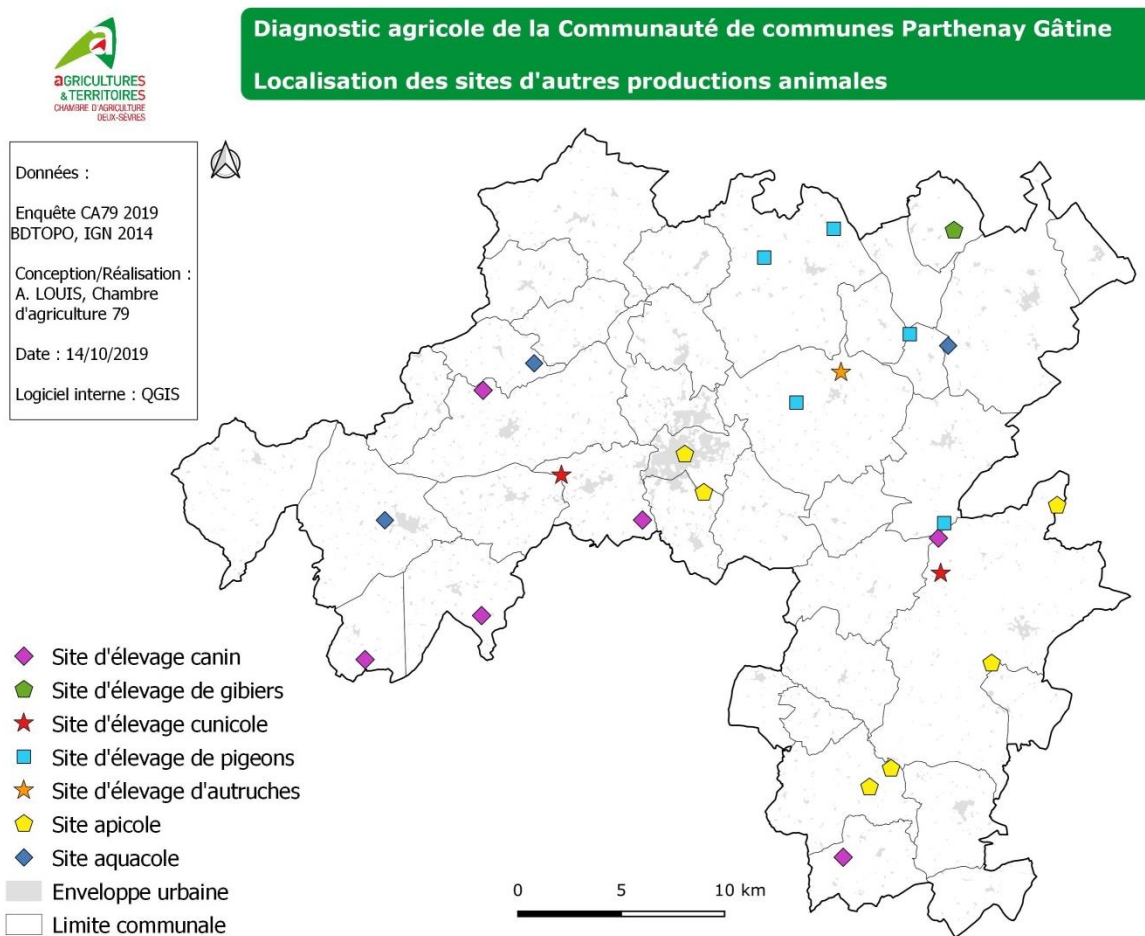 Diagnostic agricole de la Communauté de communes Parthenay Gâtine
Localisation des sites d'autres productions animales
aGRICULTURES
& TERRITOIRES
CHAMBRE D'AGRICULTURE
DEUX-SÈVRES
Données :
Enquête CA79 2019
BDTOPO, IGN 2014
Conception/Réalisation :
A. LOUIS, Chambre
d'agriculture 79
Date : 14/10/2019
Logiciel interne : QGIS
Site d'élevage canin
Site d'élevage de gibiers
Site d'élevage cunicole
Site d'élevage de pigeons
Site d'élevage d'autruches
Site apicole
Site aquacole
Enveloppe urbaine
Limite communale
0 5 10 km